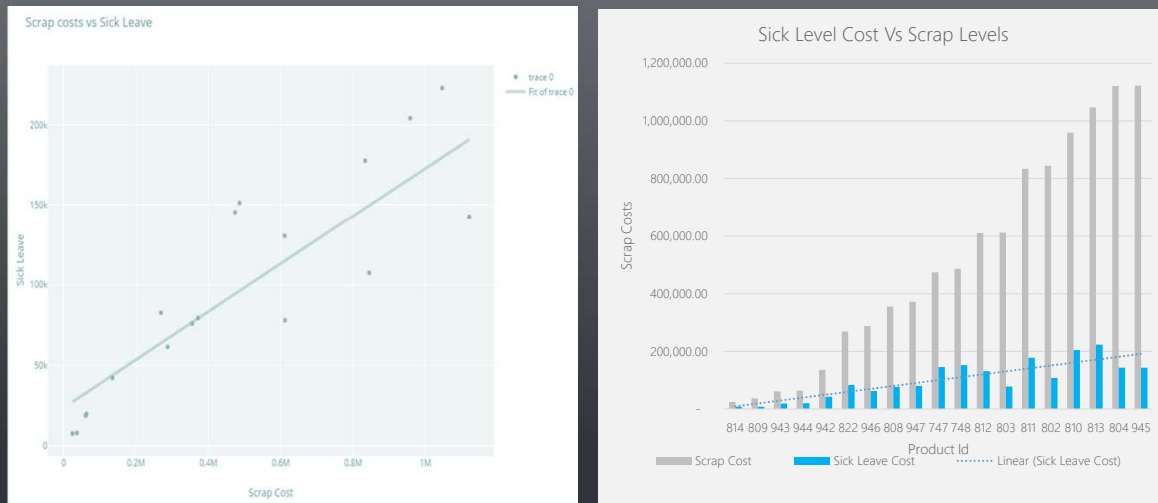 Scrap costs vs Sick Leave
trace 0
Fit of trace 0
200k
150k
100k
50k
0
Sick Leave
0 0.2M 0.4M 0.6M 0.8M 1M
Scrap Cost
Sick Level Cost Vs Scrap Levels
1,200,000.00
1,000,000.00
800,000.00
600,000.00
400,000.00
200,000.00
-
Scrap Costs
814 809 943 944 942 822 946 808 947 747 748 812 803 811 802 810 813 804 945
Product Id
Scrap Cost Sick Leave Cost Linear (Sick Leave Cost)